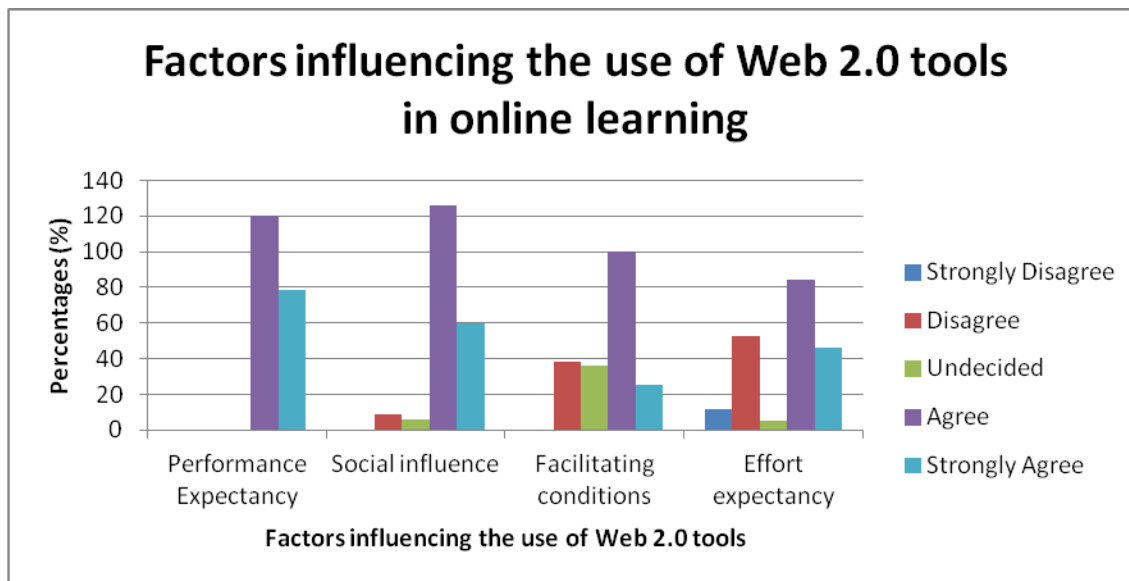 Factors influencing the use of Web 2.0 tools
in online learning
Percentages (%)
140
120
100
80
60
40
20
0
Performance
Expectancy
Social influence
Facilitating
conditions
Effort
expectancy
Factors influencing the use of Web 2.0 tools
Strongly Disagree
Disagree
Undecided
Agree
Strongly Agree